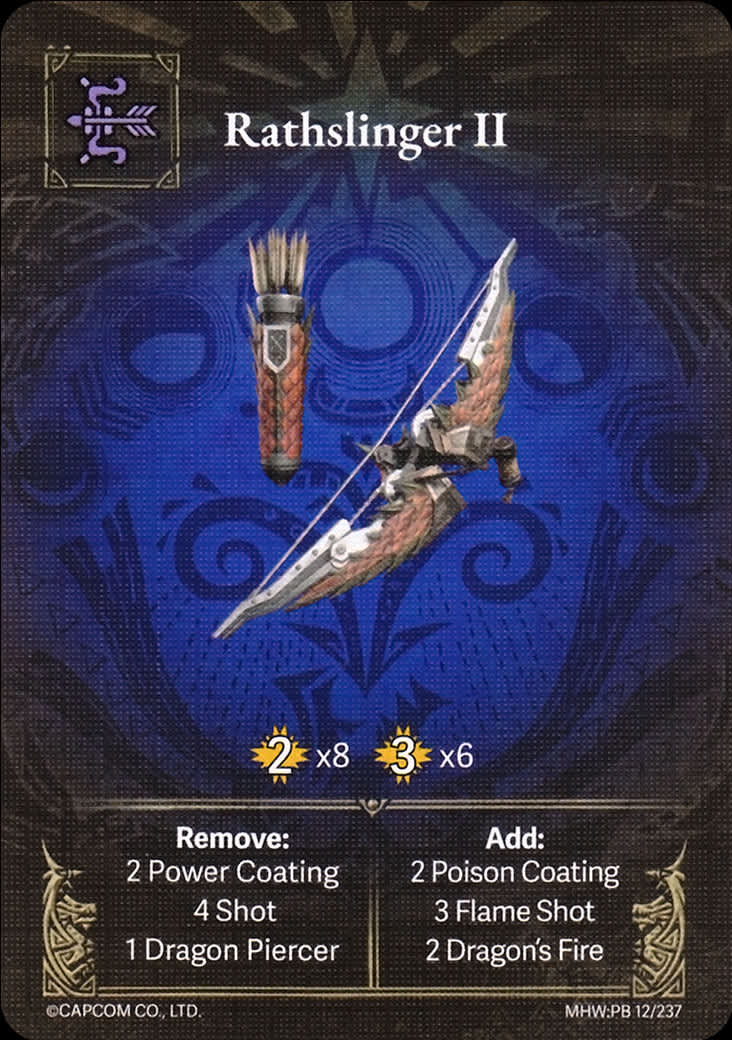 Rathslinger II
2 x8 3 x6
Remove:
2 Power Coating
4 Shot
1 Dragon Piercer
Add:
2 Poison Coating
3 Flame Shot
2 Dragon's Fire
©CAPCOM CO., LTD.
MHW:PB 12/237